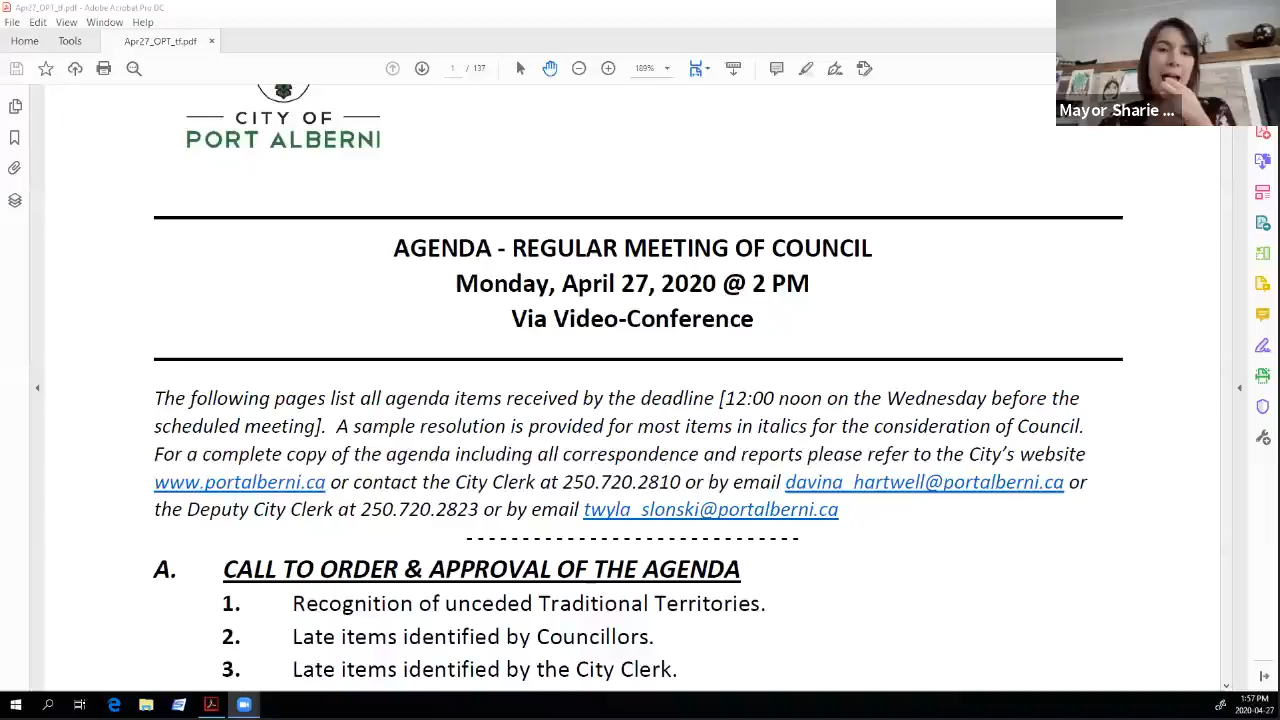 Apr27_OPT_tf.pdf - Adobe Acrobat Pro DC
File Edit View Window Help
Home Tools Apr27_OPT_tf.pdf ×
1 / 137 189%
Mayor Sharie ...
CITY OF
PORT ALBERNI
AGENDA - REGULAR MEETING OF COUNCIL
Monday, April 27, 2020 @ 2 PM
Via Video-Conference
The following pages list all agenda items received by the deadline [12:00 noon on the Wednesday before the
scheduled meeting]. A sample resolution is provided for most items in italics for the consideration of Council.
For a complete copy of the agenda including all correspondence and reports please refer to the City's website
www.portalberni.ca or contact the City Clerk at 250.720.2810 or by email davina_hartwell@portalberni.ca or
the Deputy City Clerk at 250.720.2823 or by email twyla_slonski@portalberni.ca
- - - - - - - - - - - - - - - - - - - - - - - - - - - - - -
A. CALL TO ORDER & APPROVAL OF THE AGENDA
1. Recognition of unceded Traditional Territories.
2. Late items identified by Councillors.
3. Late items identified by the City Clerk.
1:57 PM
2020-04-27